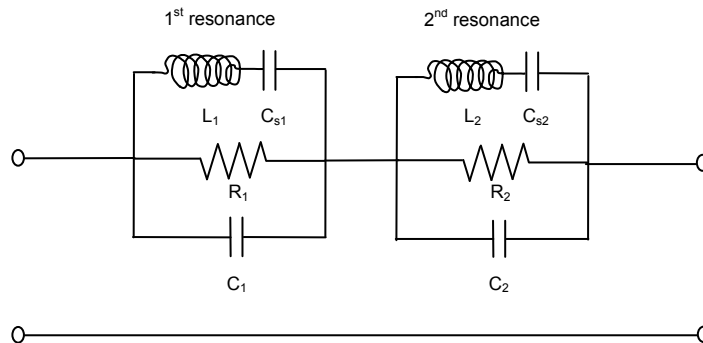 1st resonance 2nd resonance
L1 Cs1 L2 Cs2
R1 R2
C1 C2